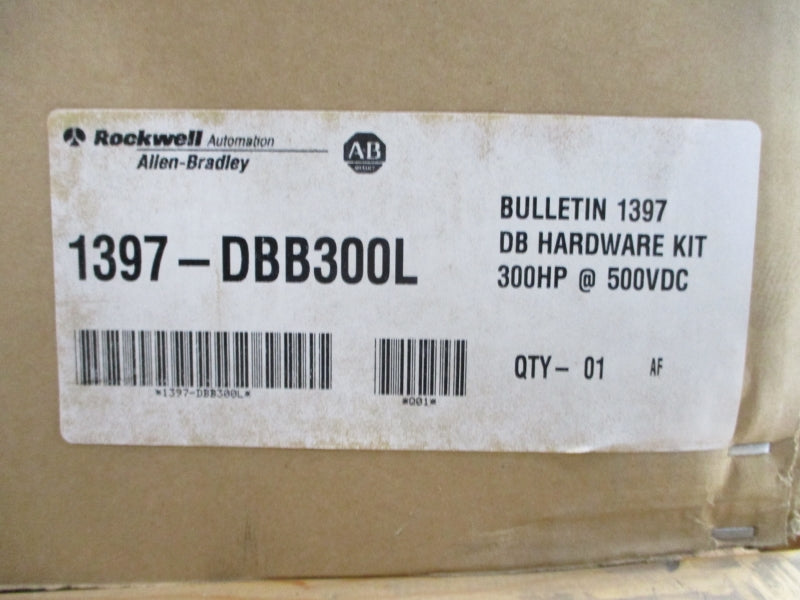 Rockwell Automation
Allen-Bradley
AB
1397-DBB300L
BULLETIN 1397
DB HARDWARE KIT
300HP @ 500VDC
*1397-DBB300L*
*001*
QTY- 01 AF